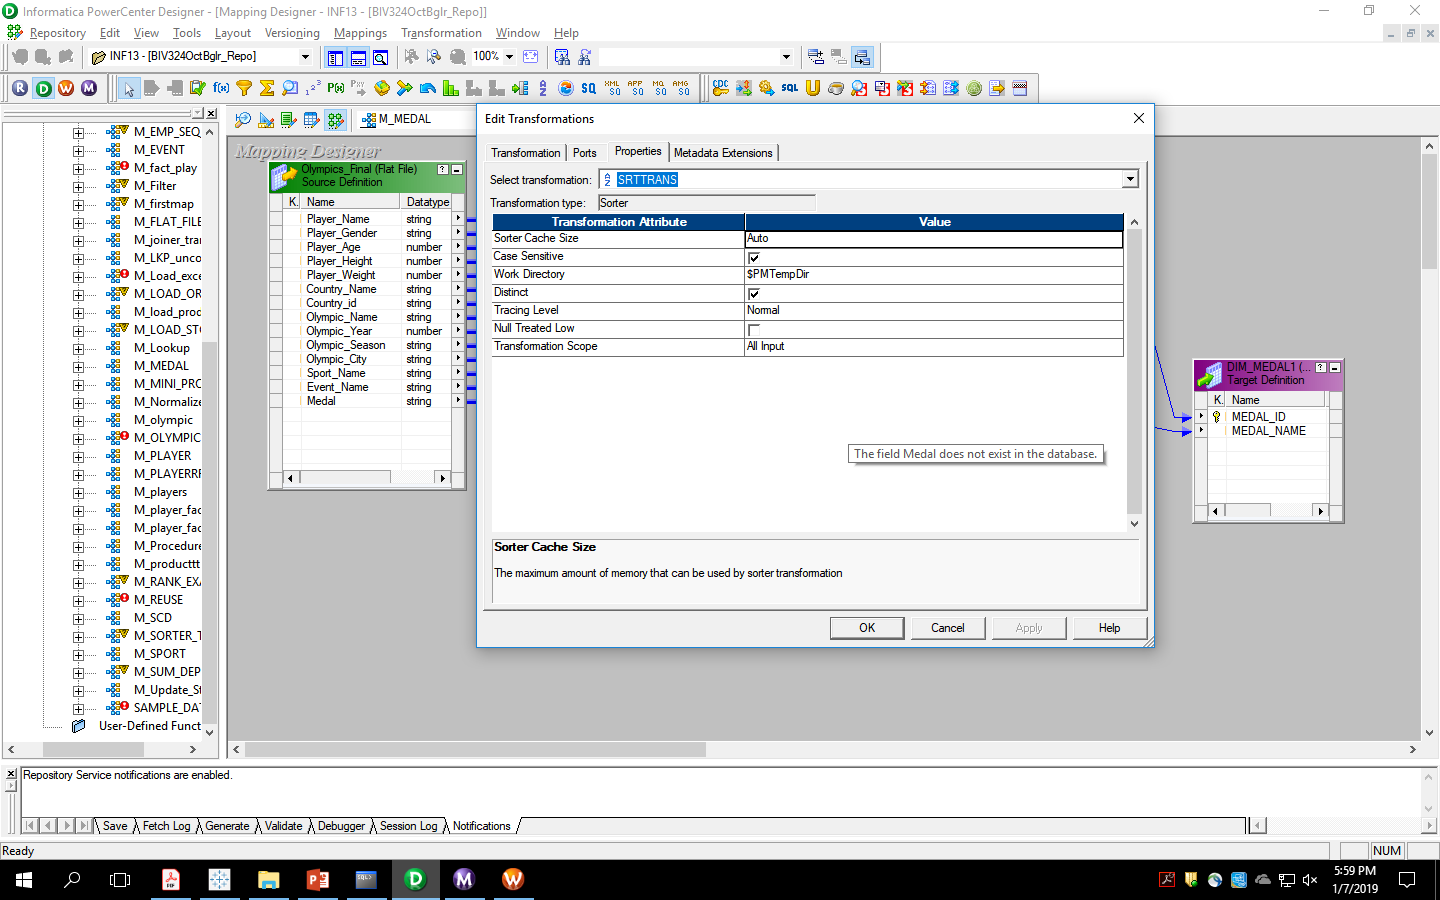 Informatica PowerCenter Designer - [Mapping Designer - INF13 - [BIV324OctBglr_Repo]]
Repository Edit View Tools Layout Versioning Mappings Transformation Window Help
INF13 - [BIV324OctBglr_Repo] 100%
M_MEDAL
Mapping Designer
M_EMP_SEQ
M_EVENT
M_fact_play
M_Filter
M_firstmap
M_FLAT_FILE
M_joiner_trai
M_LKP_unco
M_Load_exce
M_LOAD_OR
M_load_prod
M_LOAD_STO
M_Lookup
M_MEDAL
M_MINI_PRO
M_Normalize
M_olympic
M_OLYMPIC
M_PLAYER
M_PLAYERRR
M_players
M_player_fac
M_player_fac
M_Procedure
M_producttt
M_RANK_EXA
M_REUSE
M_SCD
M_SORTER_T
M_SPORT
M_SUM_DEP
M_Update_St
SAMPLE_DAT
User-Defined Funct
Olympics_Final (Flat File)
Source Definition
K. Name Datatype
Player_Name string
Player_Gender string
Player_Age number
Player_Height number
Player_Weight number
Country_Name string
Country_id string
Olympic_Name string
Olympic_Year number
Olympic_Season string
Olympic_City string
Sport_Name string
Event_Name string
Medal string
Edit Transformations
Transformation Ports Properties Metadata Extensions
Select transformation: SRTTRANS
Transformation type: Sorter
Transformation Attribute Value
Sorter Cache Size Auto
Case Sensitive
Work Directory $PMTempDir
Distinct
Tracing Level Normal
Null Treated Low
Transformation Scope All Input
The field Medal does not exist in the database.
Sorter Cache Size
The maximum amount of memory that can be used by sorter transformation
OK Cancel Apply Help
DIM_MEDAL1 (...
Target Definition
K. Name
MEDAL_ID
MEDAL_NAME
Repository Service notifications are enabled.
Save Fetch Log Generate Validate Debugger Session Log Notifications
Ready NUM
5:59 PM
1/7/2019